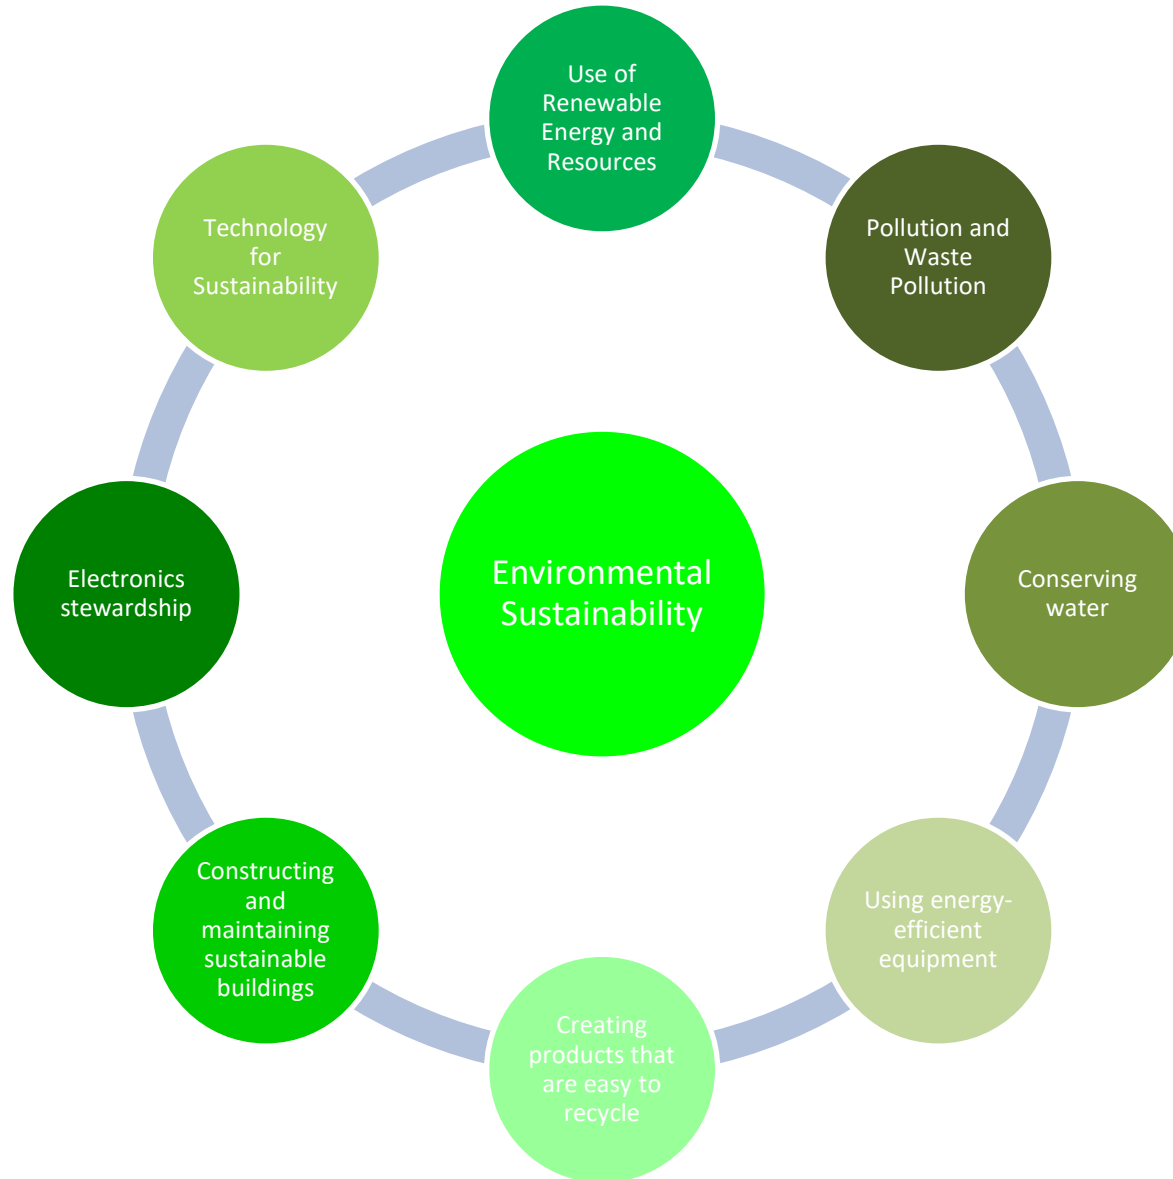 Use of
Renewable
Energy and
Resources
Pollution and
Waste
Pollution
Conserving
water
Using energy-
efficient
equipment
Creating
products that
are easy to
recycle
Constructing
and
maintaining
sustainable
buildings
Electronics
stewardship
Technology
for
Sustainability
Environmental
Sustainability